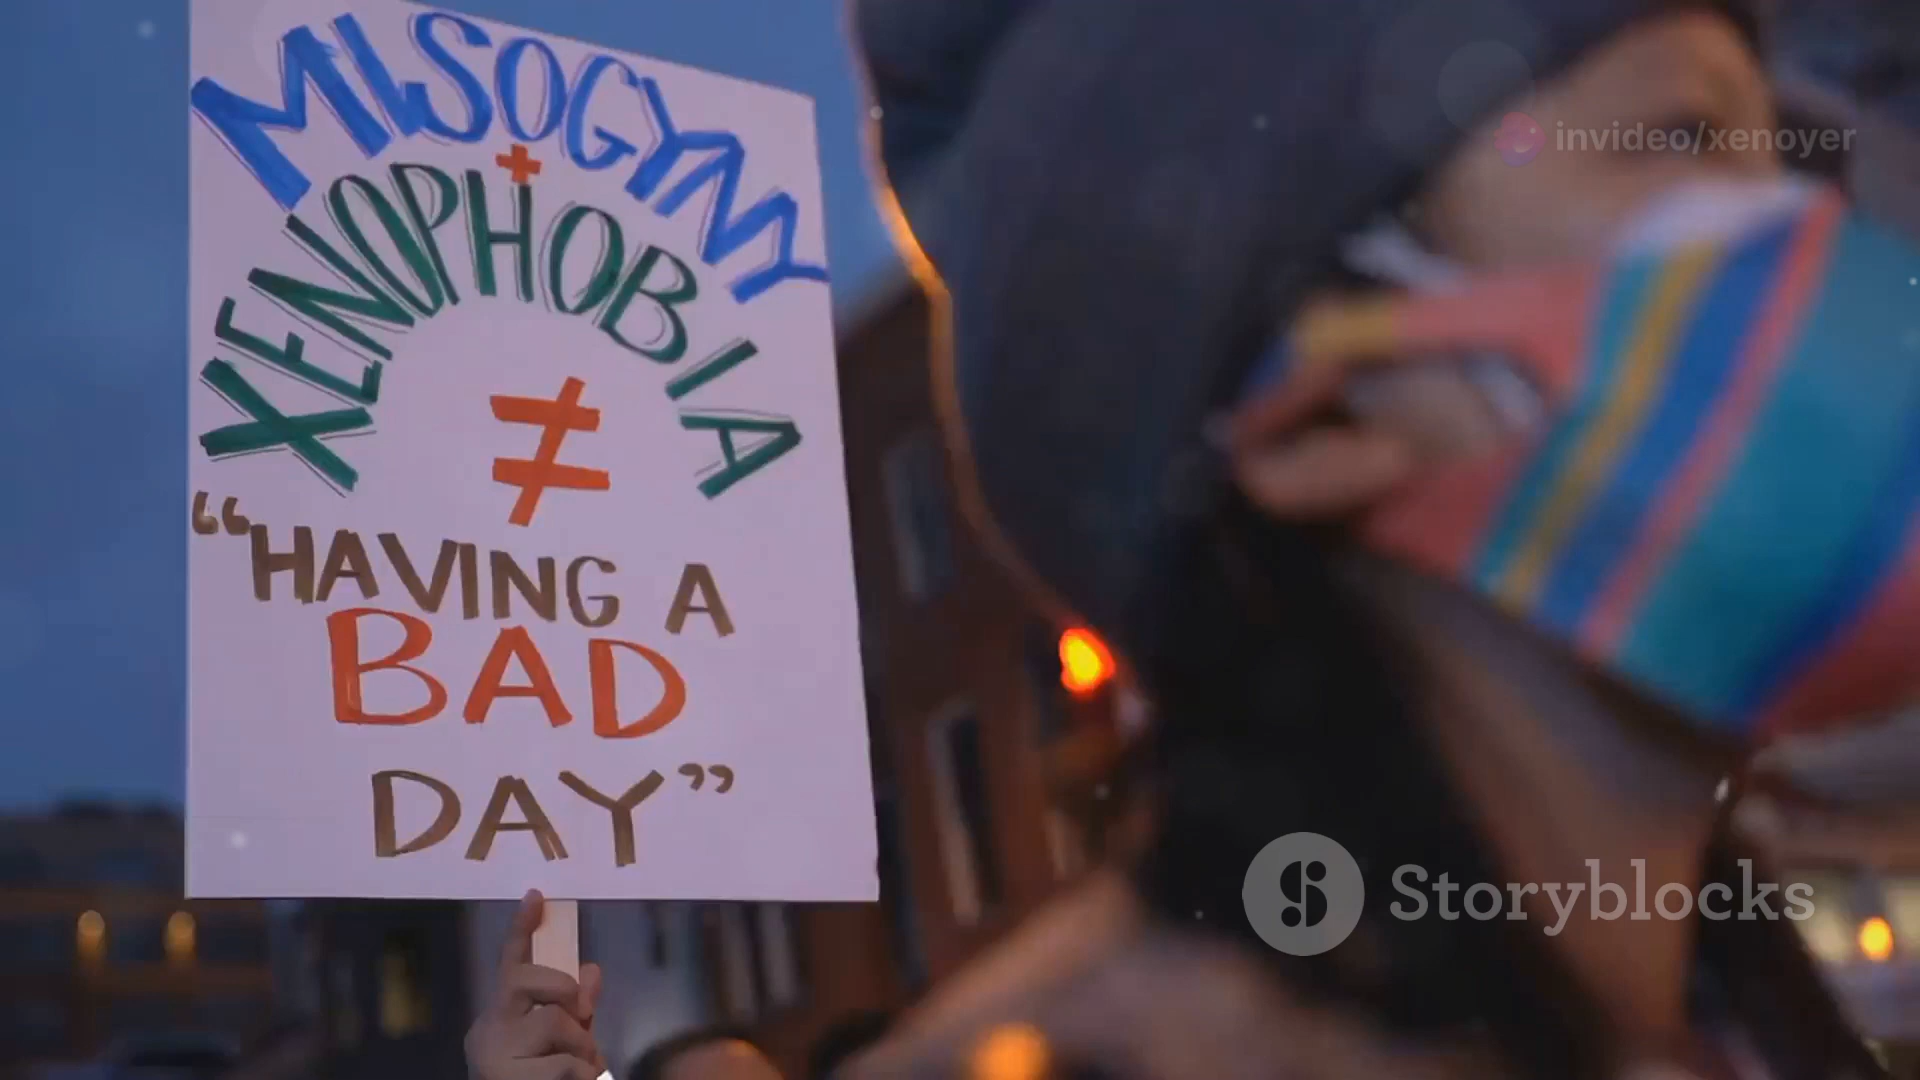 MISOGYNY
+
XENOPHOBIA
≠
“HAVING A
BAD
DAY”
invideo/xenoyer
Storyblocks